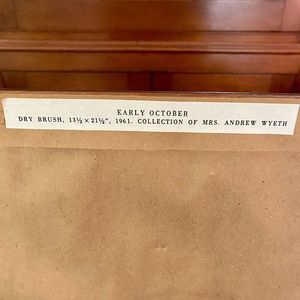 EARLY OCTOBER
DRY BRUSH, 13½ × 21½", 1961. COLLECTION OF MRS. ANDREW WYETH